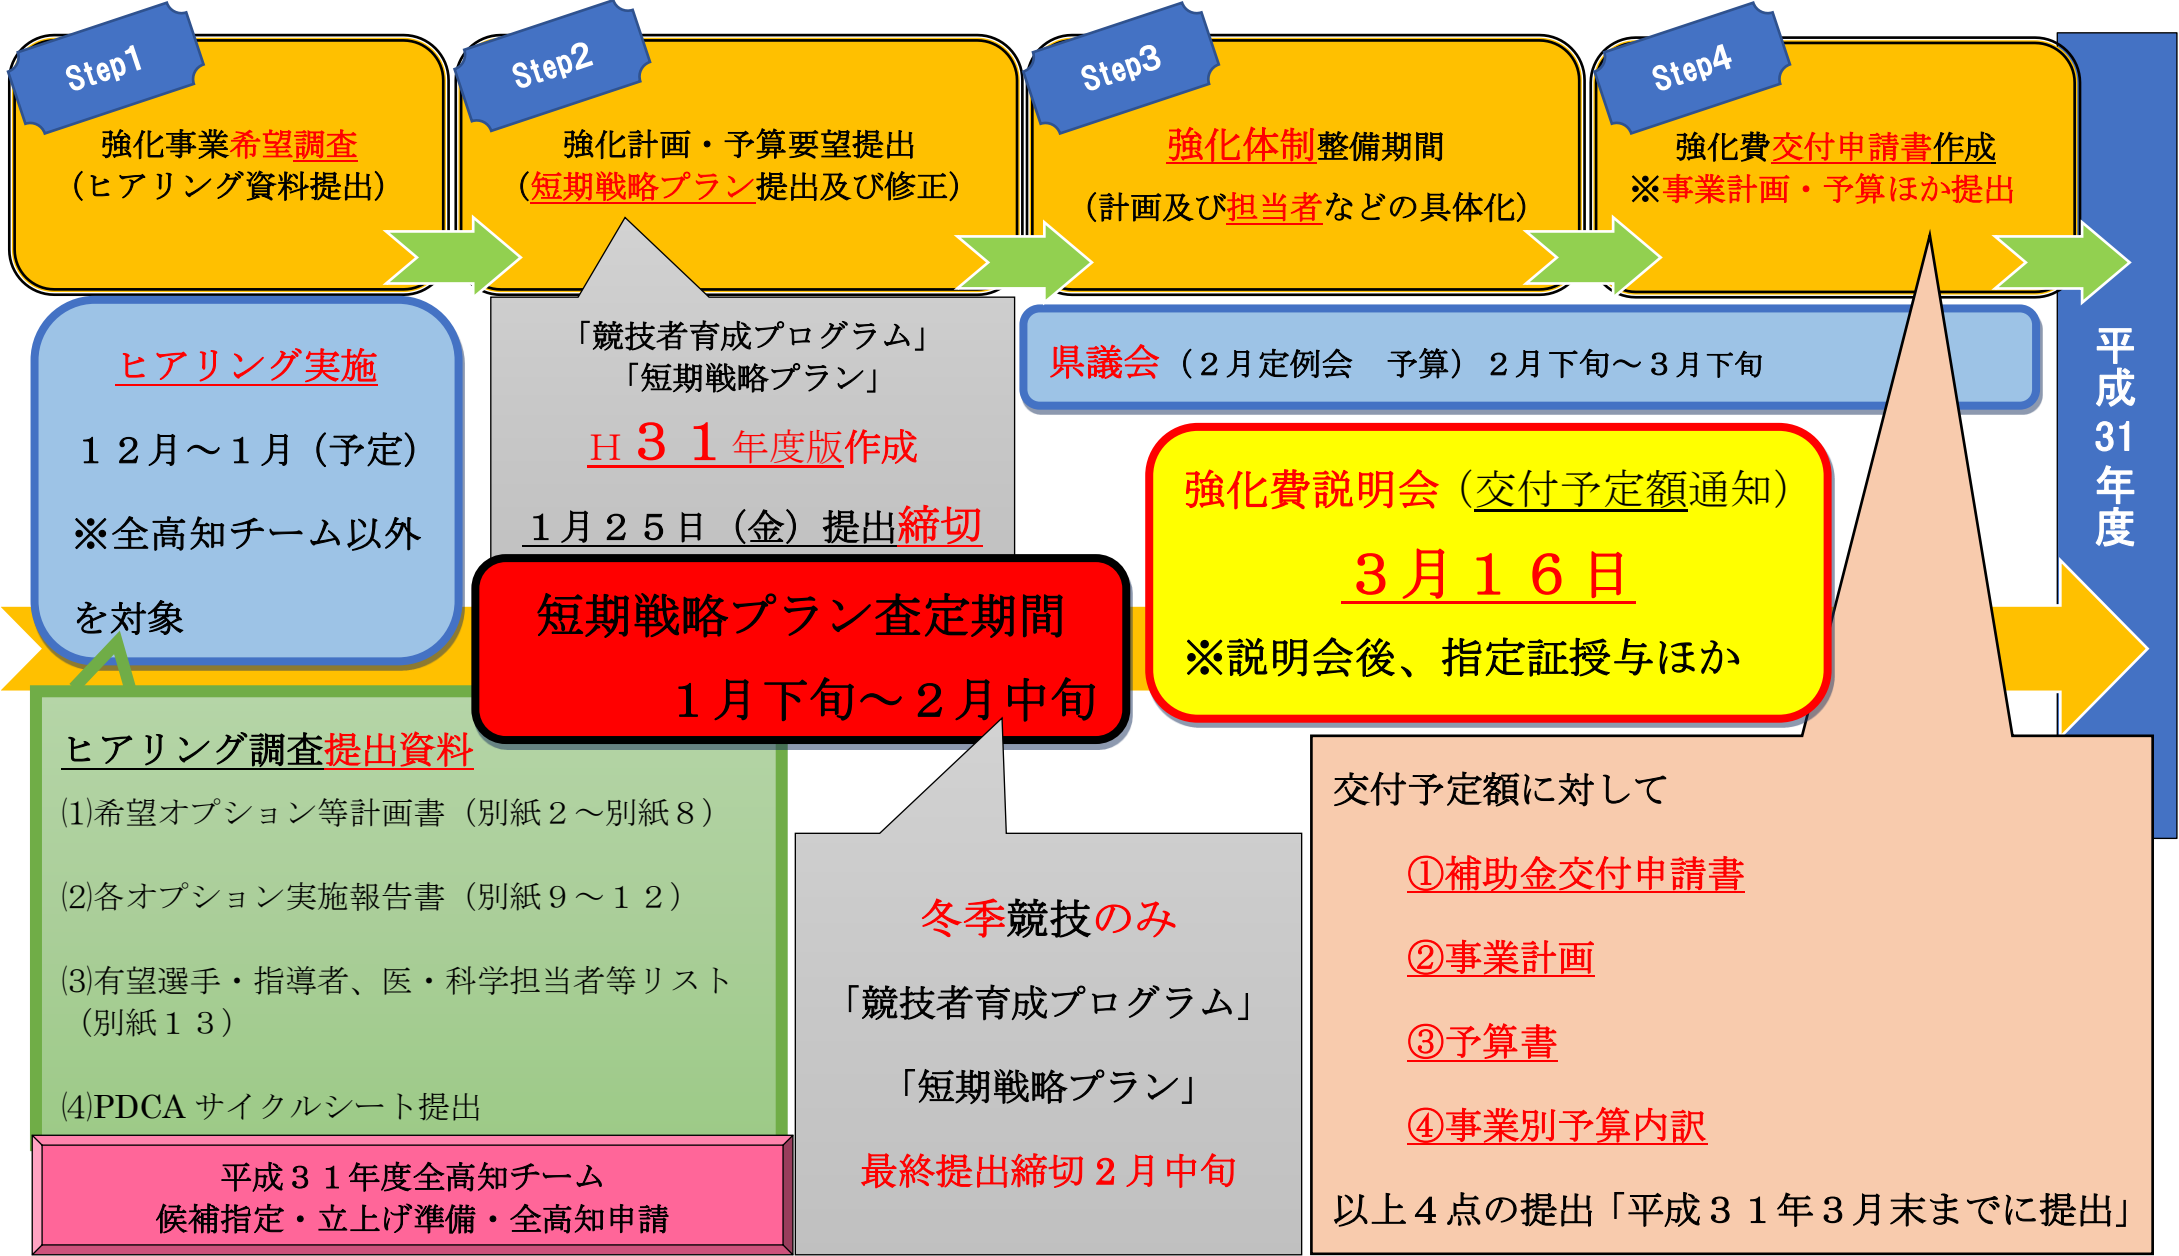 Step1
強化事業希望調査
（ヒアリング資料提出）
Step2
強化計画・予算要望提出
（短期戦略プラン提出及び修正）
Step3
強化体制整備期間
（計画及び担当者などの具体化）
Step4
強化費交付申請書作成
※事業計画・予算ほか提出
平成31年度
ヒアリング実施
１２月～１月（予定）
※全高知チーム以外
を対象
「競技者育成プログラム」
「短期戦略プラン」
Ｈ３１年度版作成
１月２５日（金）提出締切
県議会（２月定例会　予算）２月下旬～３月下旬
強化費説明会（交付予定額通知）
３月１６日
※説明会後、指定証授与ほか
短期戦略プラン査定期間
１月下旬～２月中旬
ヒアリング調査提出資料
⑴希望オプション等計画書（別紙２～別紙８）
⑵各オプション実施報告書（別紙９～１２）
⑶有望選手・指導者、医・科学担当者等リスト
（別紙１３）
⑷PDCAサイクルシート提出
平成３１年度全高知チーム
候補指定・立上げ準備・全高知申請
冬季競技のみ
「競技者育成プログラム」
「短期戦略プラン」
最終提出締切２月中旬
交付予定額に対して
①補助金交付申請書
②事業計画
③予算書
④事業別予算内訳
以上４点の提出「平成３１年３月末までに提出」